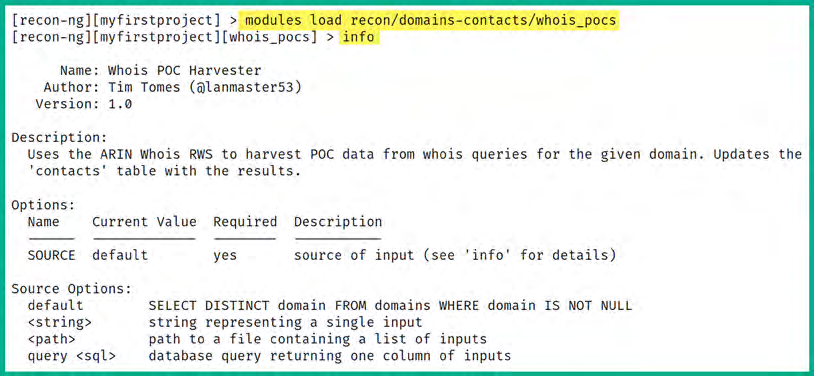 [recon-ng][myfirstproject] > modules load recon/domains-contacts/whois_pocs
[recon-ng][myfirstproject][whois_pocs] > info
Name: Whois POC Harvester
Author: Tim Tomes (@lanmaster53)
Version: 1.0
Description:
Uses the ARIN Whois RWS to harvest POC data from whois queries for the given domain. Updates the
'contacts' table with the results.
Options:
Name Current Value Required Description
SOURCE default yes source of input (see 'info' for details)
Source Options:
default SELECT DISTINCT domain FROM domains WHERE domain IS NOT NULL
<string> string representing a single input
<path> path to a file containing a list of inputs
query <sql> database query returning one column of inputs